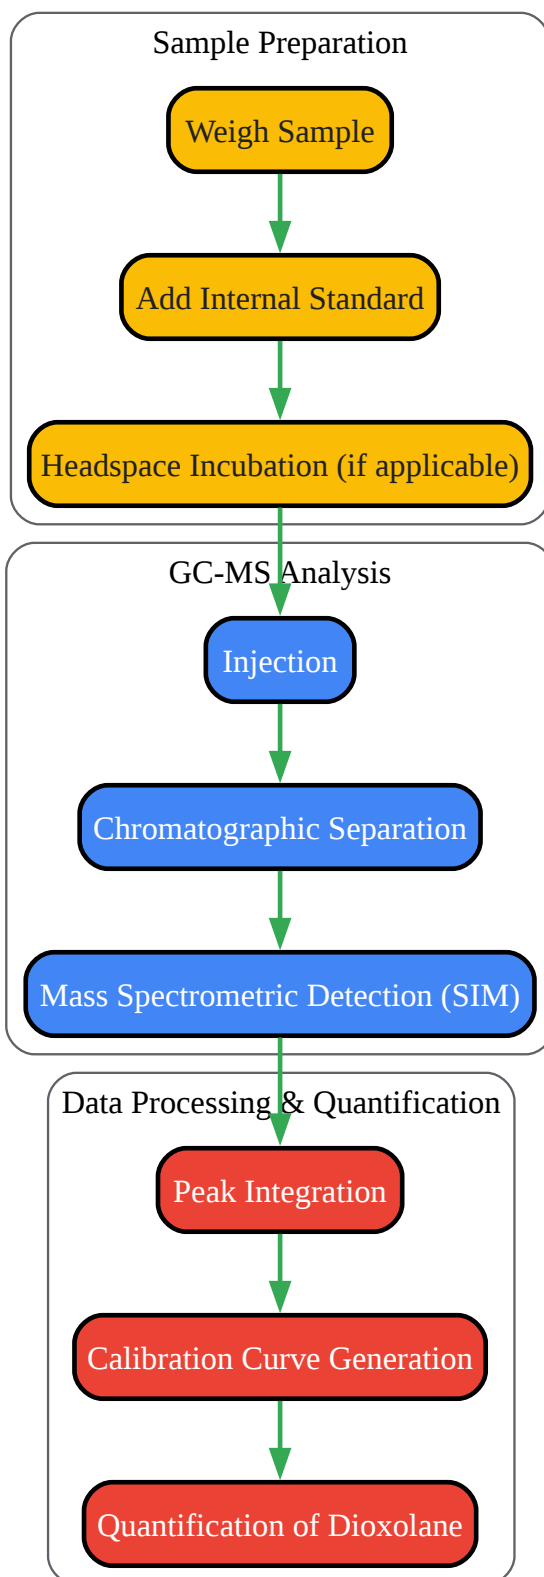 Sample Preparation
Weigh Sample
Add Internal Standard
Headspace Incubation (if applicable)
GC-MS Analysis
Injection
Chromatographic Separation
Mass Spectrometric Detection (SIM)
Data Processing & Quantification
Peak Integration
Calibration Curve Generation
Quantification of Dioxolane